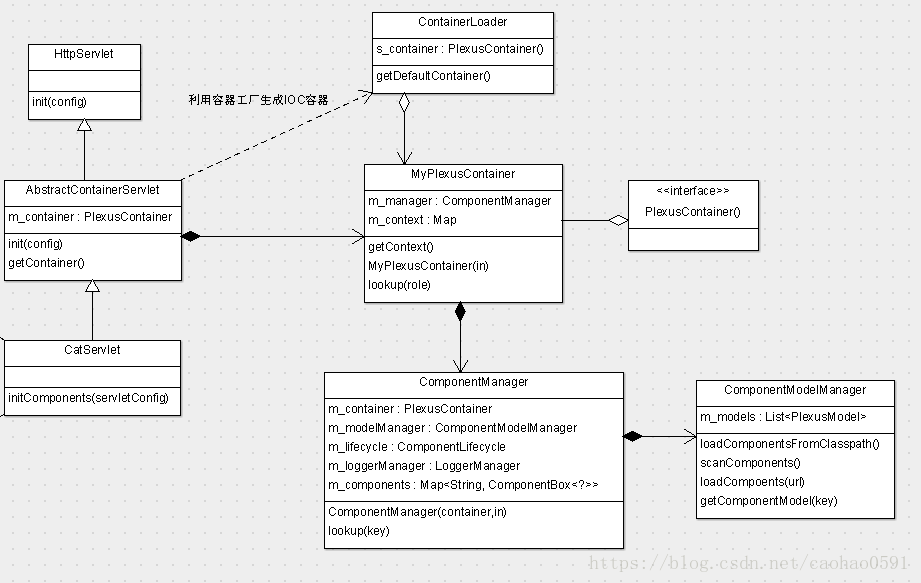 ContainerLoader
s_container : PlexusContainer()
getDefaultContainer()
HttpServlet
init(config)
利用容器工厂生成IOC容器
AbstractContainerServlet
m_container : PlexusContainer
init(config)
getContainer()
MyPlexusContainer
m_manager : ComponentManager
m_context : Map
getContext()
MyPlexusContainer(in)
lookup(role)
<<interface>>
PlexusContainer()
CatServlet
initComponents(servletConfig)
ComponentManager
m_container : PlexusContainer
m_modelManager : ComponentModelManager
m_lifecycle : ComponentLifecycle
m_loggerManager : LoggerManager
m_components : Map<String, ComponentBox<?>>
ComponentManager(container,in)
lookup(key)
ComponentModelManager
m_models : List<PlexusModel>
loadComponentsFromClasspath()
scanComponents()
loadCompoents(url)
getComponentModel(key)
https://blog.csdn.net/caohao0591